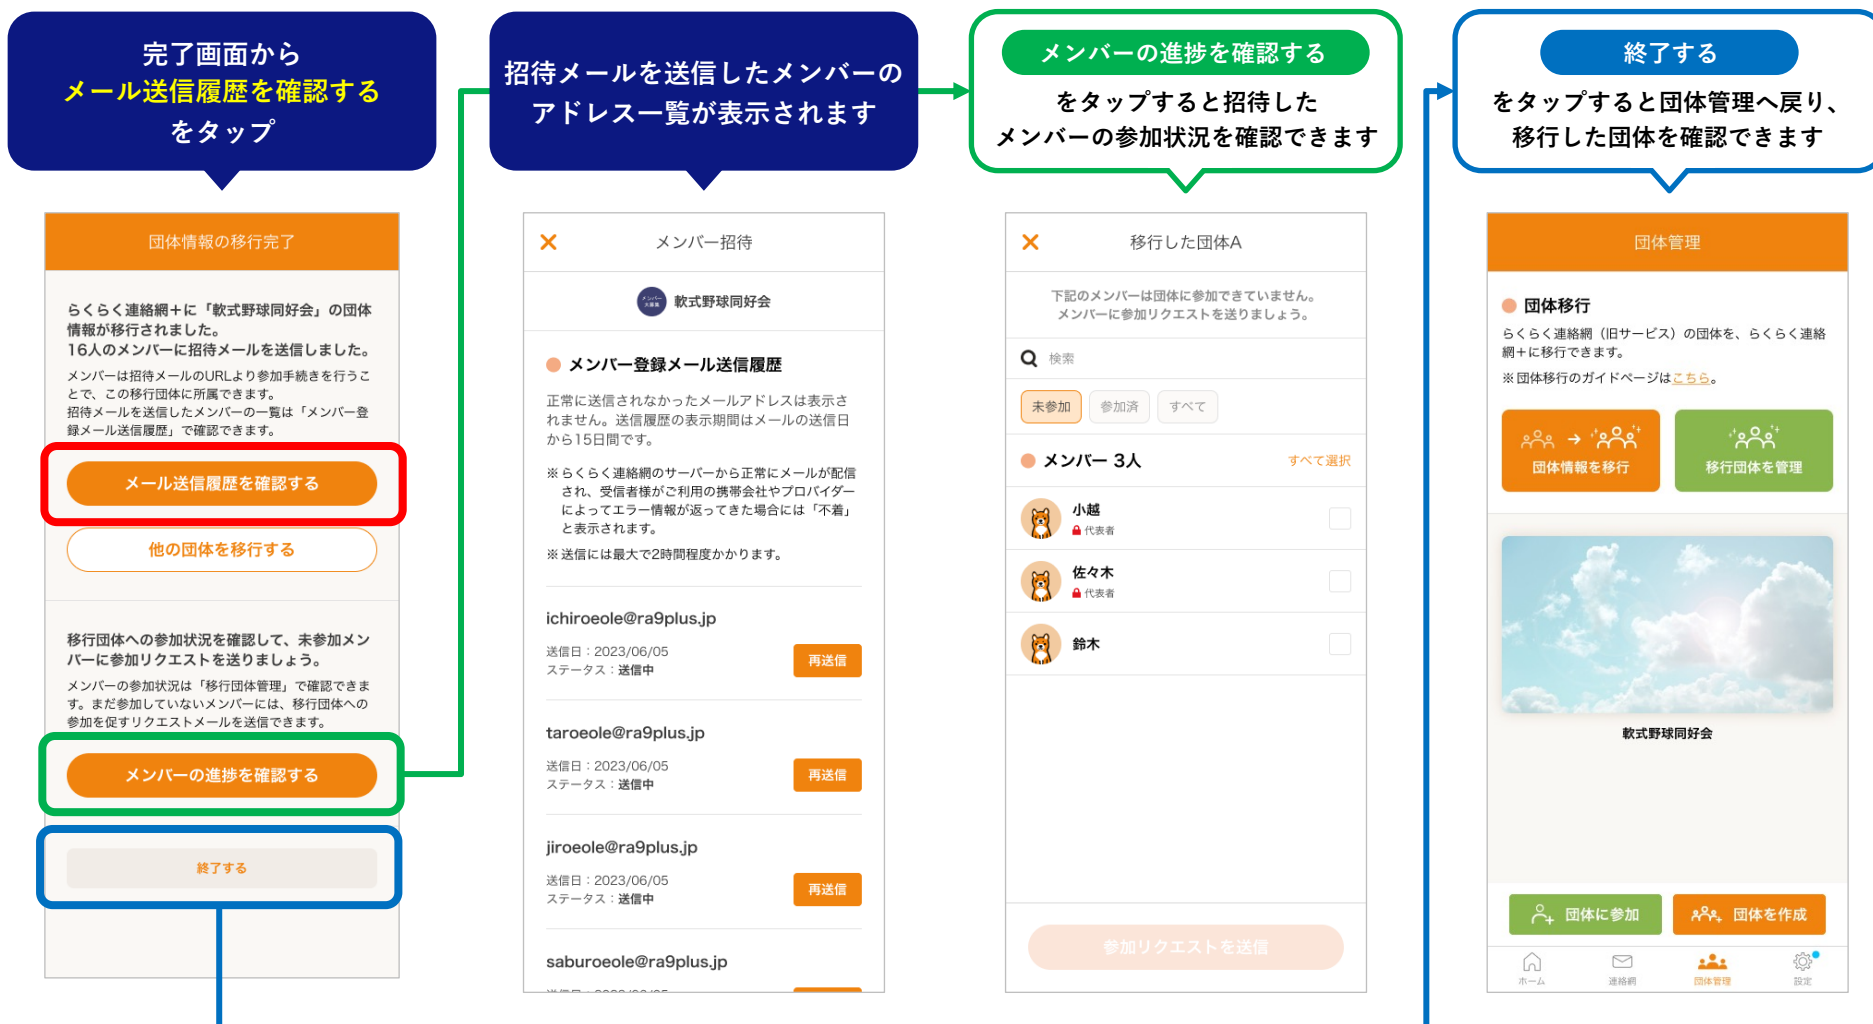 完了画面から
メール送信履歴を確認する
をタップ
団体情報の移行完了
らくらく連絡網+に「軟式野球同好会」の団体
情報が移行されました。
16人のメンバーに招待メールを送信しました。
メンバーは招待メールのURLより参加手続きを行うこ
とで、この移行団体に所属できます。
招待メールを送信したメンバーの一覧は「メンバー登
録メール送信履歴」で確認できます。
メール送信履歴を確認する
他の団体を移行する
移行団体への参加状況を確認して、未参加メン
バーに参加リクエストを送りましょう。
メンバーの参加状況は「移行団体管理」で確認できま
す。まだ参加していないメンバーには、移行団体への
参加を促すリクエストメールを送信できます。
メンバーの進捗を確認する
終了する
招待メールを送信したメンバーの
アドレス一覧が表示されます
メンバー招待
軟式野球同好会
メンバー登録メール送信履歴
正常に送信されなかったメールアドレスは表示さ
れません。送信履歴の表示期間はメールの送信日
から15日間です。
※らくらく連絡網のサーバーから正常にメールが配信
され、受信者様がご利用の携帯会社やプロバイダー
によってエラー情報が返ってきた場合には「不着」
と表示されます。
※送信には最大で2時間程度かかります。
ichiroeole@ra9plus.jp
送信日：2023/06/05
ステータス：送信中
再送信
taroeole@ra9plus.jp
送信日：2023/06/05
ステータス：送信中
再送信
jiroeole@ra9plus.jp
送信日：2023/06/05
ステータス：送信中
再送信
saburoeole@ra9plus.jp
メンバーの進捗を確認する
をタップすると招待した
メンバーの参加状況を確認できます
移行した団体A
下記のメンバーは団体に参加できていません。
メンバーに参加リクエストを送りましょう。
検索
未参加 参加済 すべて
メンバー 3人 すべて選択
小越
代表者
佐々木
代表者
鈴木
参加リクエストを送信
終了する
をタップすると団体管理へ戻り、
移行した団体を確認できます
団体管理
団体移行
らくらく連絡網（旧サービス）の団体を、らくらく連絡
網+に移行できます。
※団体移行のガイドページはこちら。
団体情報を移行 移行団体を管理
軟式野球同好会
団体に参加 団体を作成
ホーム 連絡網 団体管理 設定